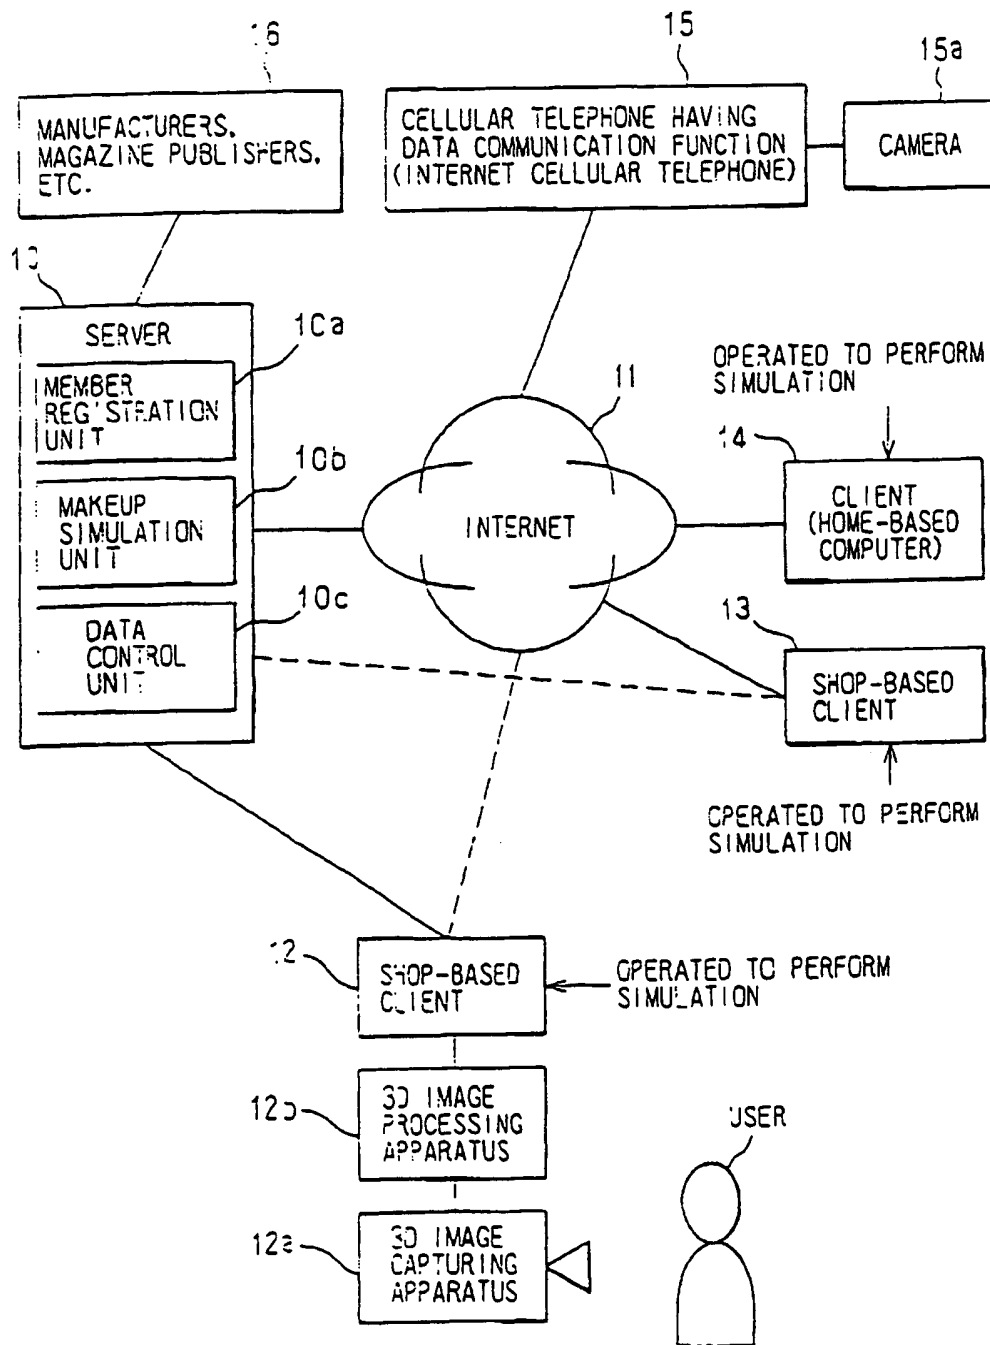 16
MANUFACTURERS,
MAGAZINE PUBLISHERS,
ETC.
15
CELLULAR TELEPHONE HAVING
DATA COMMUNICATION FUNCTION
(INTERNET CELLULAR TELEPHONE)
15a
CAMERA
10
SERVER
10a
MEMBER
REGISTRATION
UNIT
10b
MAKEUP
SIMULATION
UNIT
10c
DATA
CONTROL
UNIT
11
INTERNET
OPERATED TO PERFORM
SIMULATION
14
CLIENT
(HOME-BASED
COMPUTER)
13
SHOP-BASED
CLIENT
OPERATED TO PERFORM
SIMULATION
12
SHOP-BASED
CLIENT
OPERATED TO PERFORM
SIMULATION
12b
3D IMAGE
PROCESSING
APPARATUS
12a
3D IMAGE
CAPTURING
APPARATUS
USER